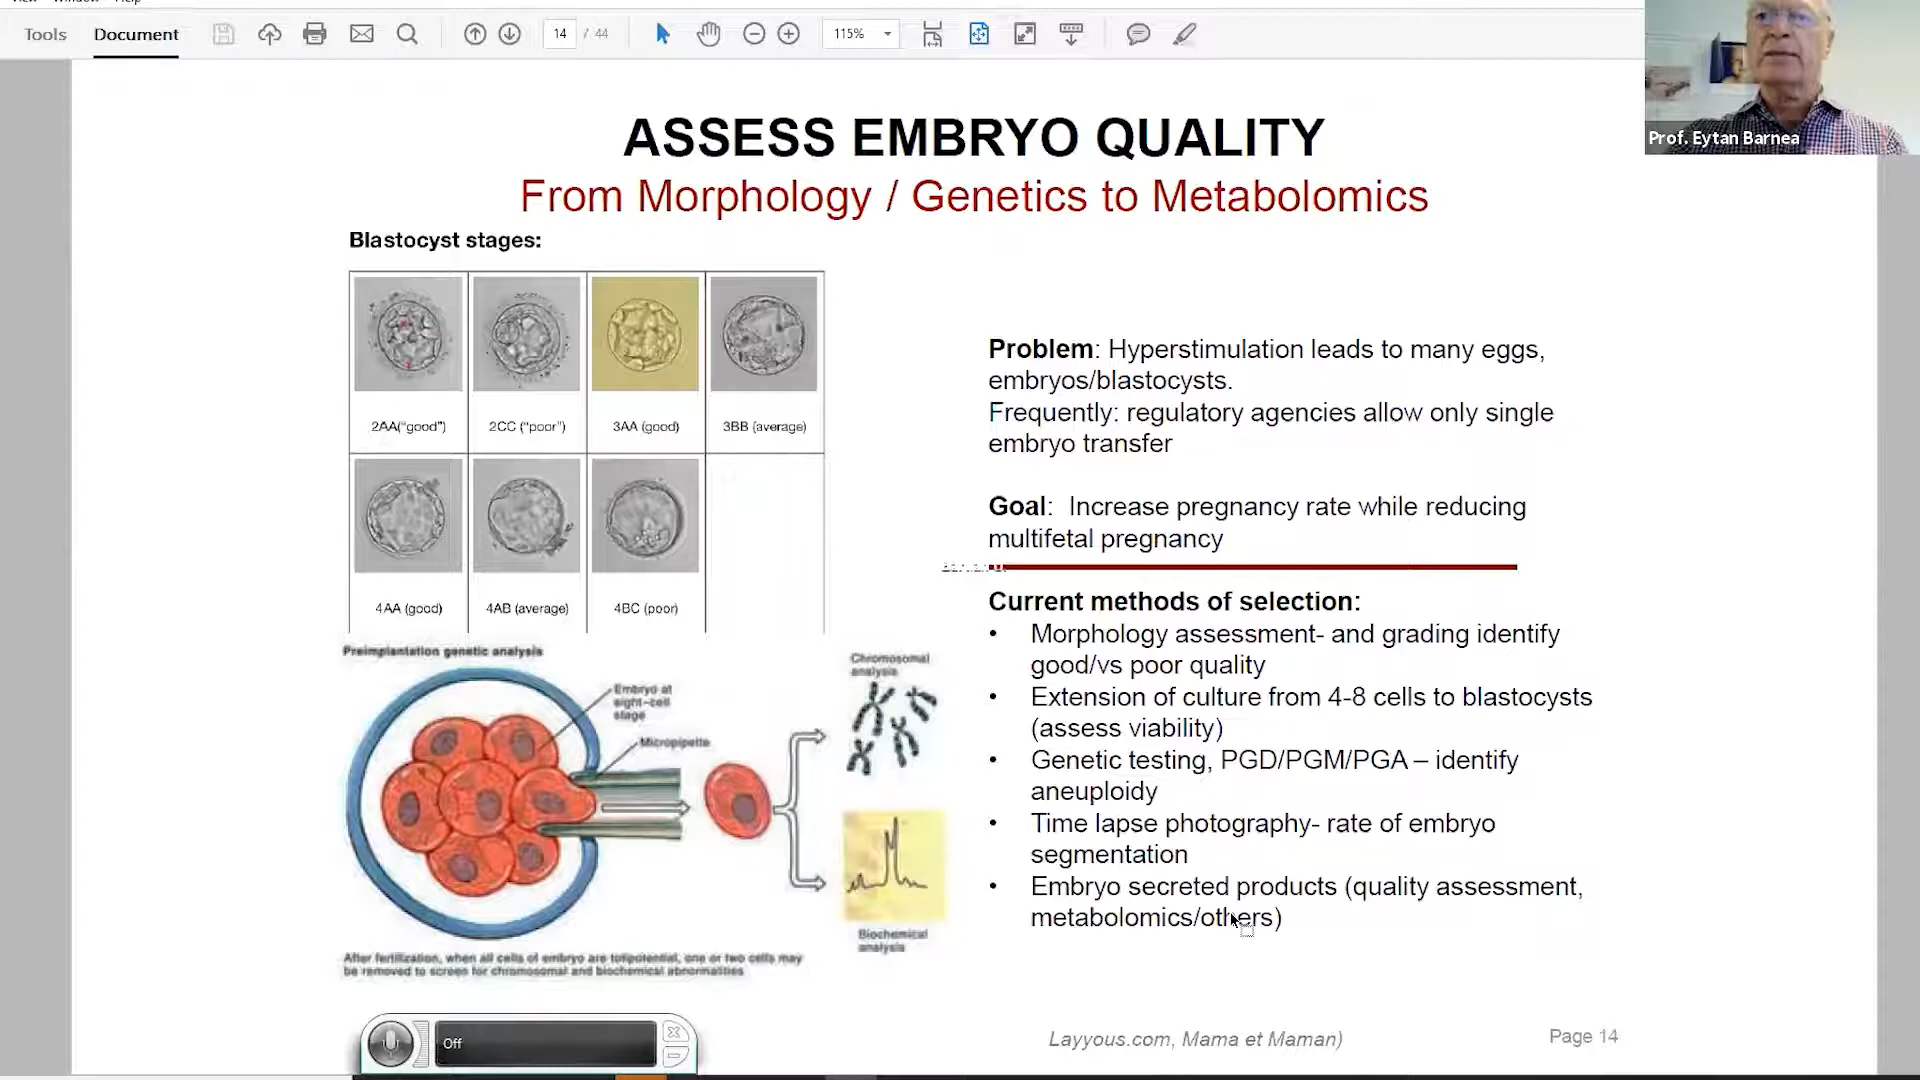 Tools
Document
14 / 44
115%
Prof. Eytan Barnea
ASSESS EMBRYO QUALITY
From Morphology / Genetics to Metabolomics
Blastocyst stages:
2AA("good")
2CC ("poor")
3AA (good)
3BB (average)
4AA (good)
4AB (average)
4BC (poor)
Preimplantation genetic analysis
Embryo at
eight-cell
stage
Micropipette
Chromosomal
analysis
Biochemical
analysis
After fertilization, when all cells of embryo are totipotential, one or two cells may
be removed to screen for chromosomal and biochemical abnormalities
Problem: Hyperstimulation leads to many eggs,
embryos/blastocysts.
Frequently: regulatory agencies allow only single
embryo transfer
Goal: Increase pregnancy rate while reducing
multifetal pregnancy
Current methods of selection:
• Morphology assessment- and grading identify
good/vs poor quality
• Extension of culture from 4-8 cells to blastocysts
(assess viability)
• Genetic testing, PGD/PGM/PGA – identify
aneuploidy
• Time lapse photography- rate of embryo
segmentation
• Embryo secreted products (quality assessment,
metabolomics/others)
Off
Layyous.com, Mama et Maman)
Page 14